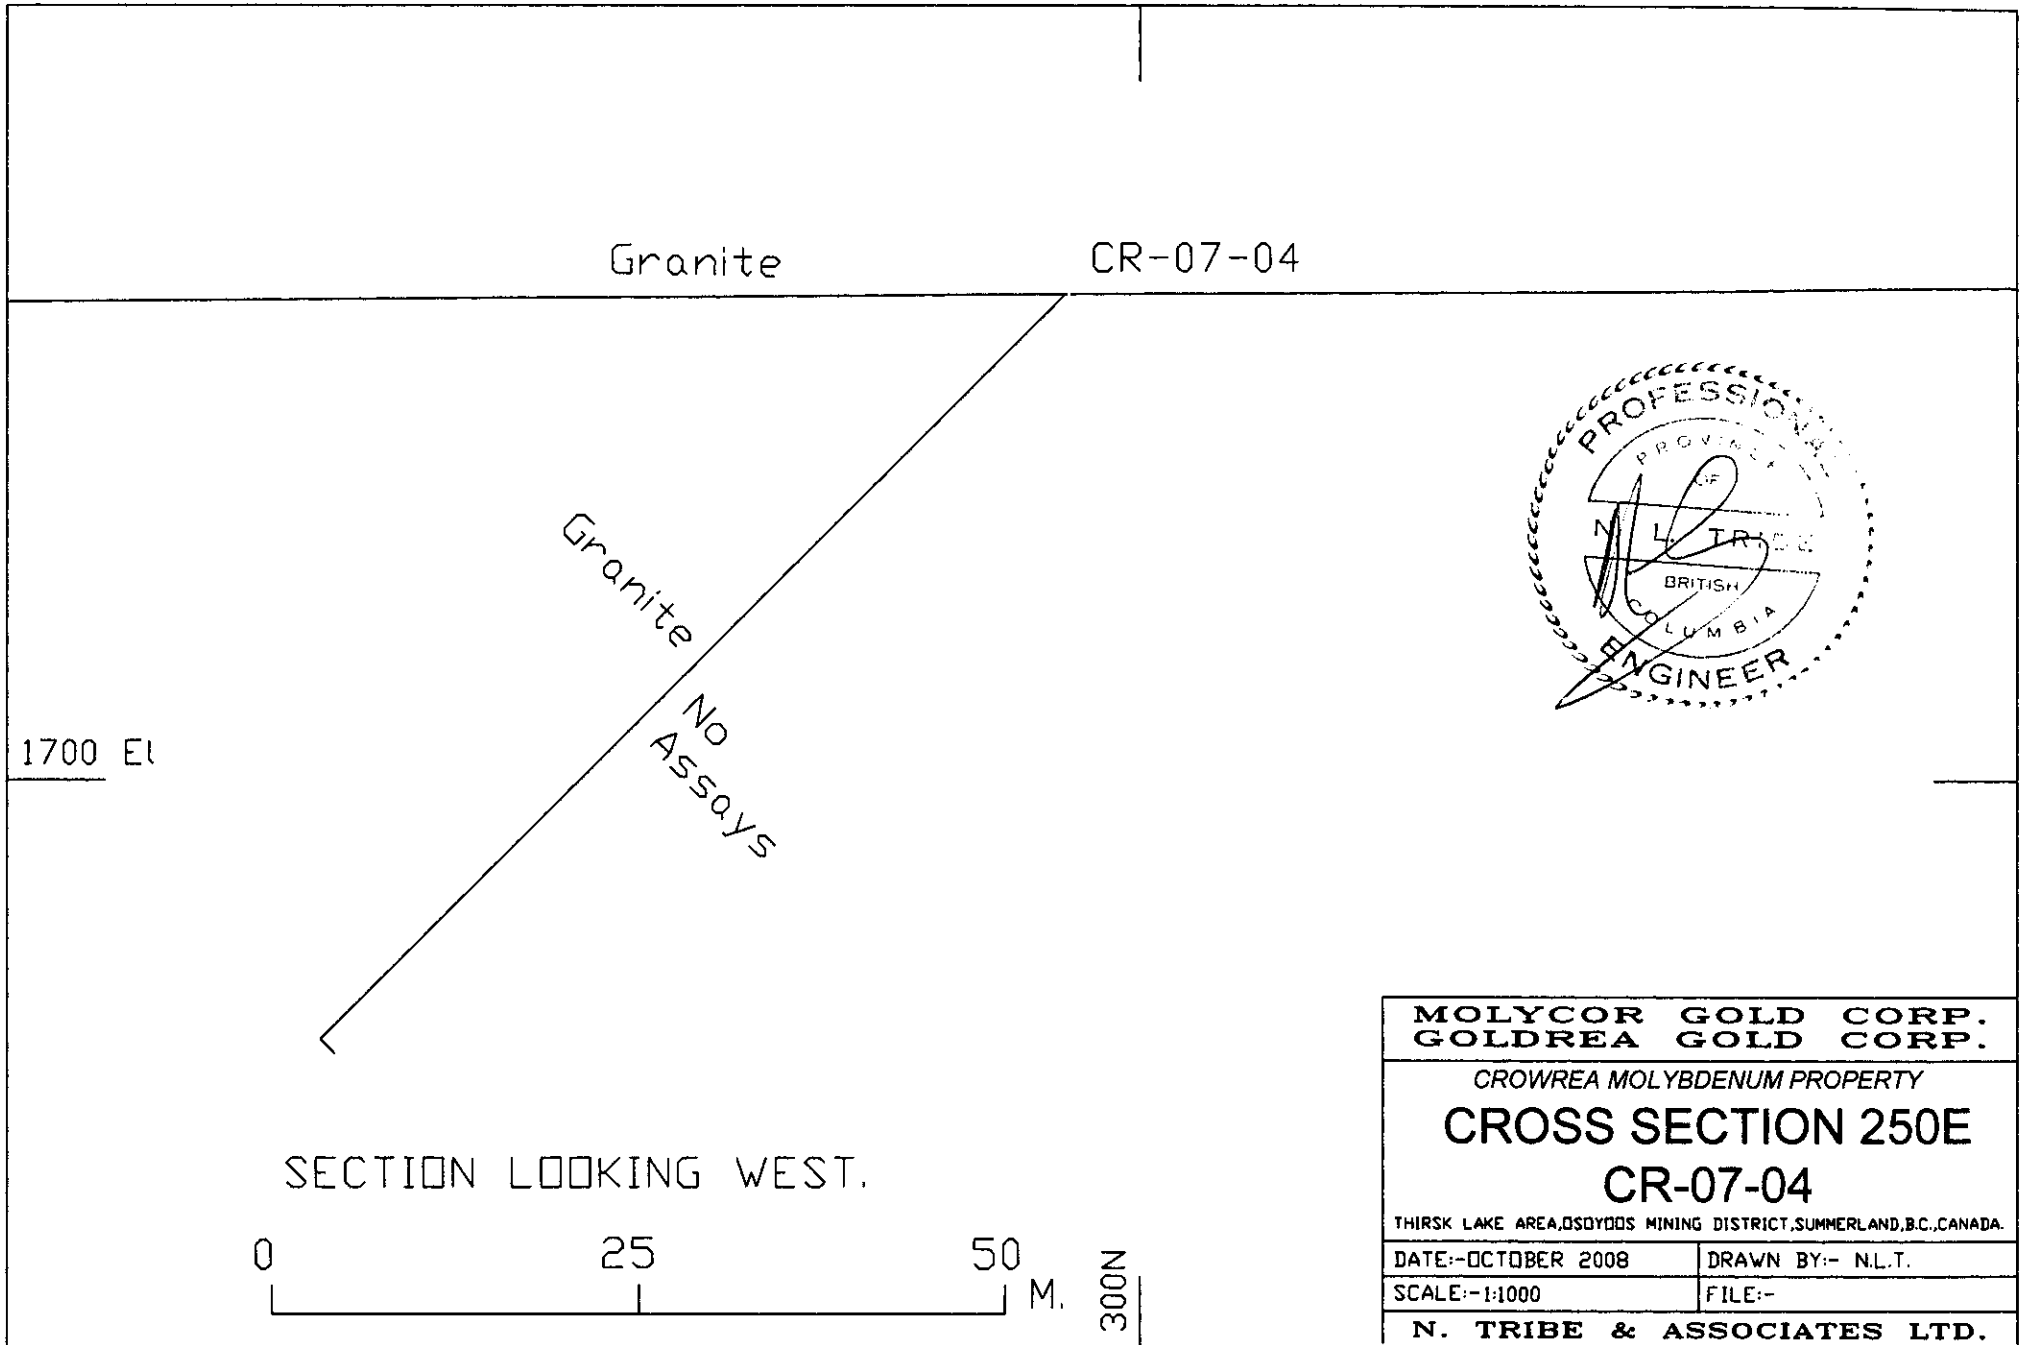 Granite
CR-07-04
Granite
No
Assays
1700 El
PROFESSIONAL
PROVINCE
OF
N. L. TRIBE
BRITISH
COLUMBIA
ENGINEER
SECTION LOOKING WEST.
0 25 50
M.
300N
MOLYCOR GOLD CORP.
GOLDREA GOLD CORP.
CROWREA MOLYBDENUM PROPERTY
CROSS SECTION 250E
CR-07-04
THIRSK LAKE AREA,OSOYOOS MINING DISTRICT,SUMMERLAND,B.C.,CANADA.
DATE:-OCTOBER 2008
DRAWN BY:- N.L.T.
SCALE:-1:1000
FILE:-
N. TRIBE & ASSOCIATES LTD.